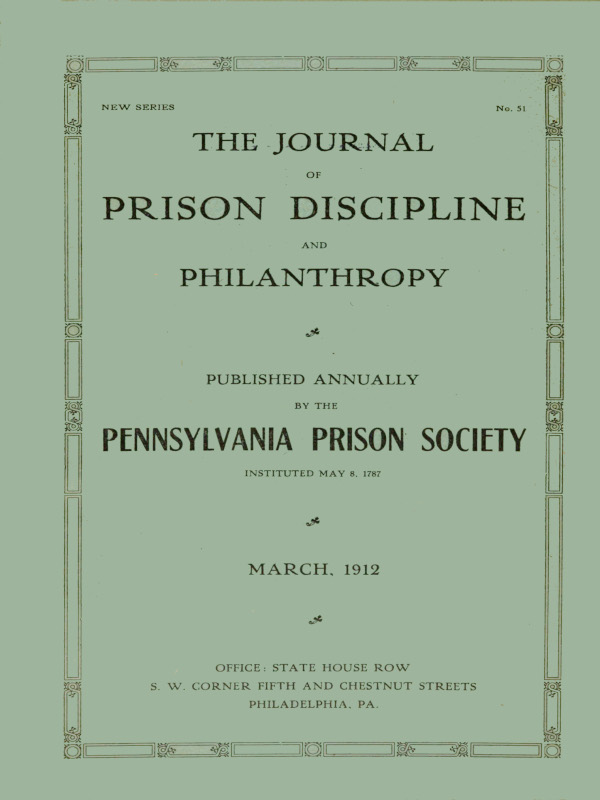 NEW SERIES No. 51
THE JOURNAL
OF
PRISON DISCIPLINE
AND
PHILANTHROPY
PUBLISHED ANNUALLY
BY THE
PENNSYLVANIA PRISON SOCIETY
INSTITUTED MAY 8, 1787
MARCH, 1912
OFFICE: STATE HOUSE ROW
S. W. CORNER FIFTH AND CHESTNUT STREETS
PHILADELPHIA, PA.